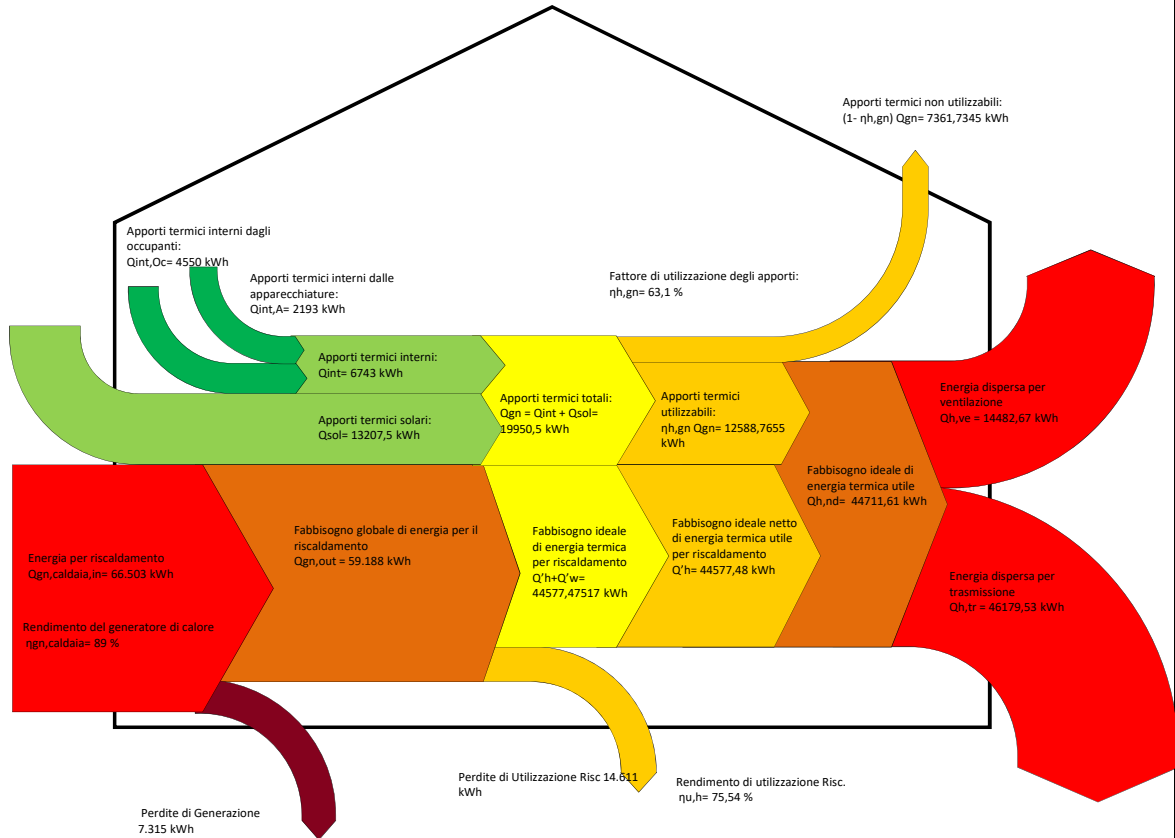 Apporti termici non utilizzabili:
(1- ηh,gn) Qgn= 7361,7345 kWh
Apporti termici interni dagli
occupanti:
Qint,Oc= 4550 kWh
Apporti termici interni dalle
apparecchiature:
Qint,A= 2193 kWh
Fattore di utilizzazione degli apporti:
ηh,gn= 63,1 %
Apporti termici interni:
Qint= 6743 kWh
Apporti termici solari:
Qsol= 13207,5 kWh
Apporti termici totali:
Qgn = Qint + Qsol=
19950,5 kWh
Apporti termici
utilizzabili:
ηh,gn Qgn= 12588,7655
kWh
Energia dispersa per
ventilazione
Qh,ve = 14482,67 kWh
Fabbisogno ideale di
energia termica utile
Qh,nd=  44711,61 kWh
Energia per riscaldamento
Qgn,caldaia,in= 66.503 kWh
Rendimento del generatore di calore
ηgn,caldaia= 89 %
Fabbisogno globale di energia per il
riscaldamento
Qgn,out = 59.188 kWh
Fabbisogno ideale
di energia termica
per riscaldamento
Q’h+Q’w=
44577,47517 kWh
Fabbisogno ideale netto
di energia termica utile
per riscaldamento
Q’h= 44577,48 kWh
Energia dispersa per
trasmissione
Qh,tr = 46179,53 kWh
Perdite di Utilizzazione Risc 14.611
kWh
Rendimento di utilizzazione Risc.
ηu,h= 75,54 %
Perdite di Generazione
7.315 kWh